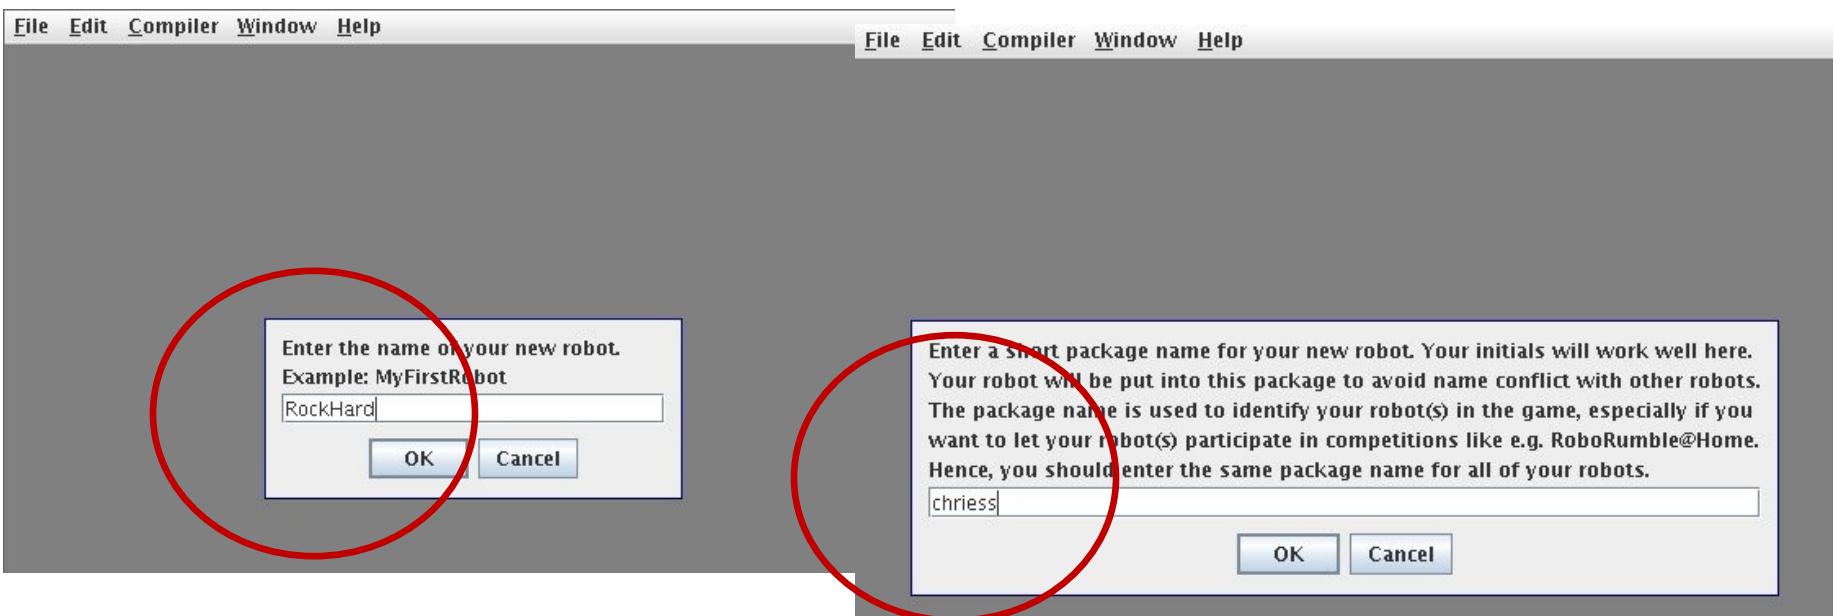 File Edit Compiler Window Help
Enter the name of your new robot.
Example: MyFirstRobot
RockHard
OK Cancel
File Edit Compiler Window Help
Enter a short package name for your new robot. Your initials will work well here.
Your robot will be put into this package to avoid name conflict with other robots.
The package name is used to identify your robot(s) in the game, especially if you
want to let your robot(s) participate in competitions like e.g. RoboRumble@Home.
Hence, you should enter the same package name for all of your robots.
chriess
OK Cancel